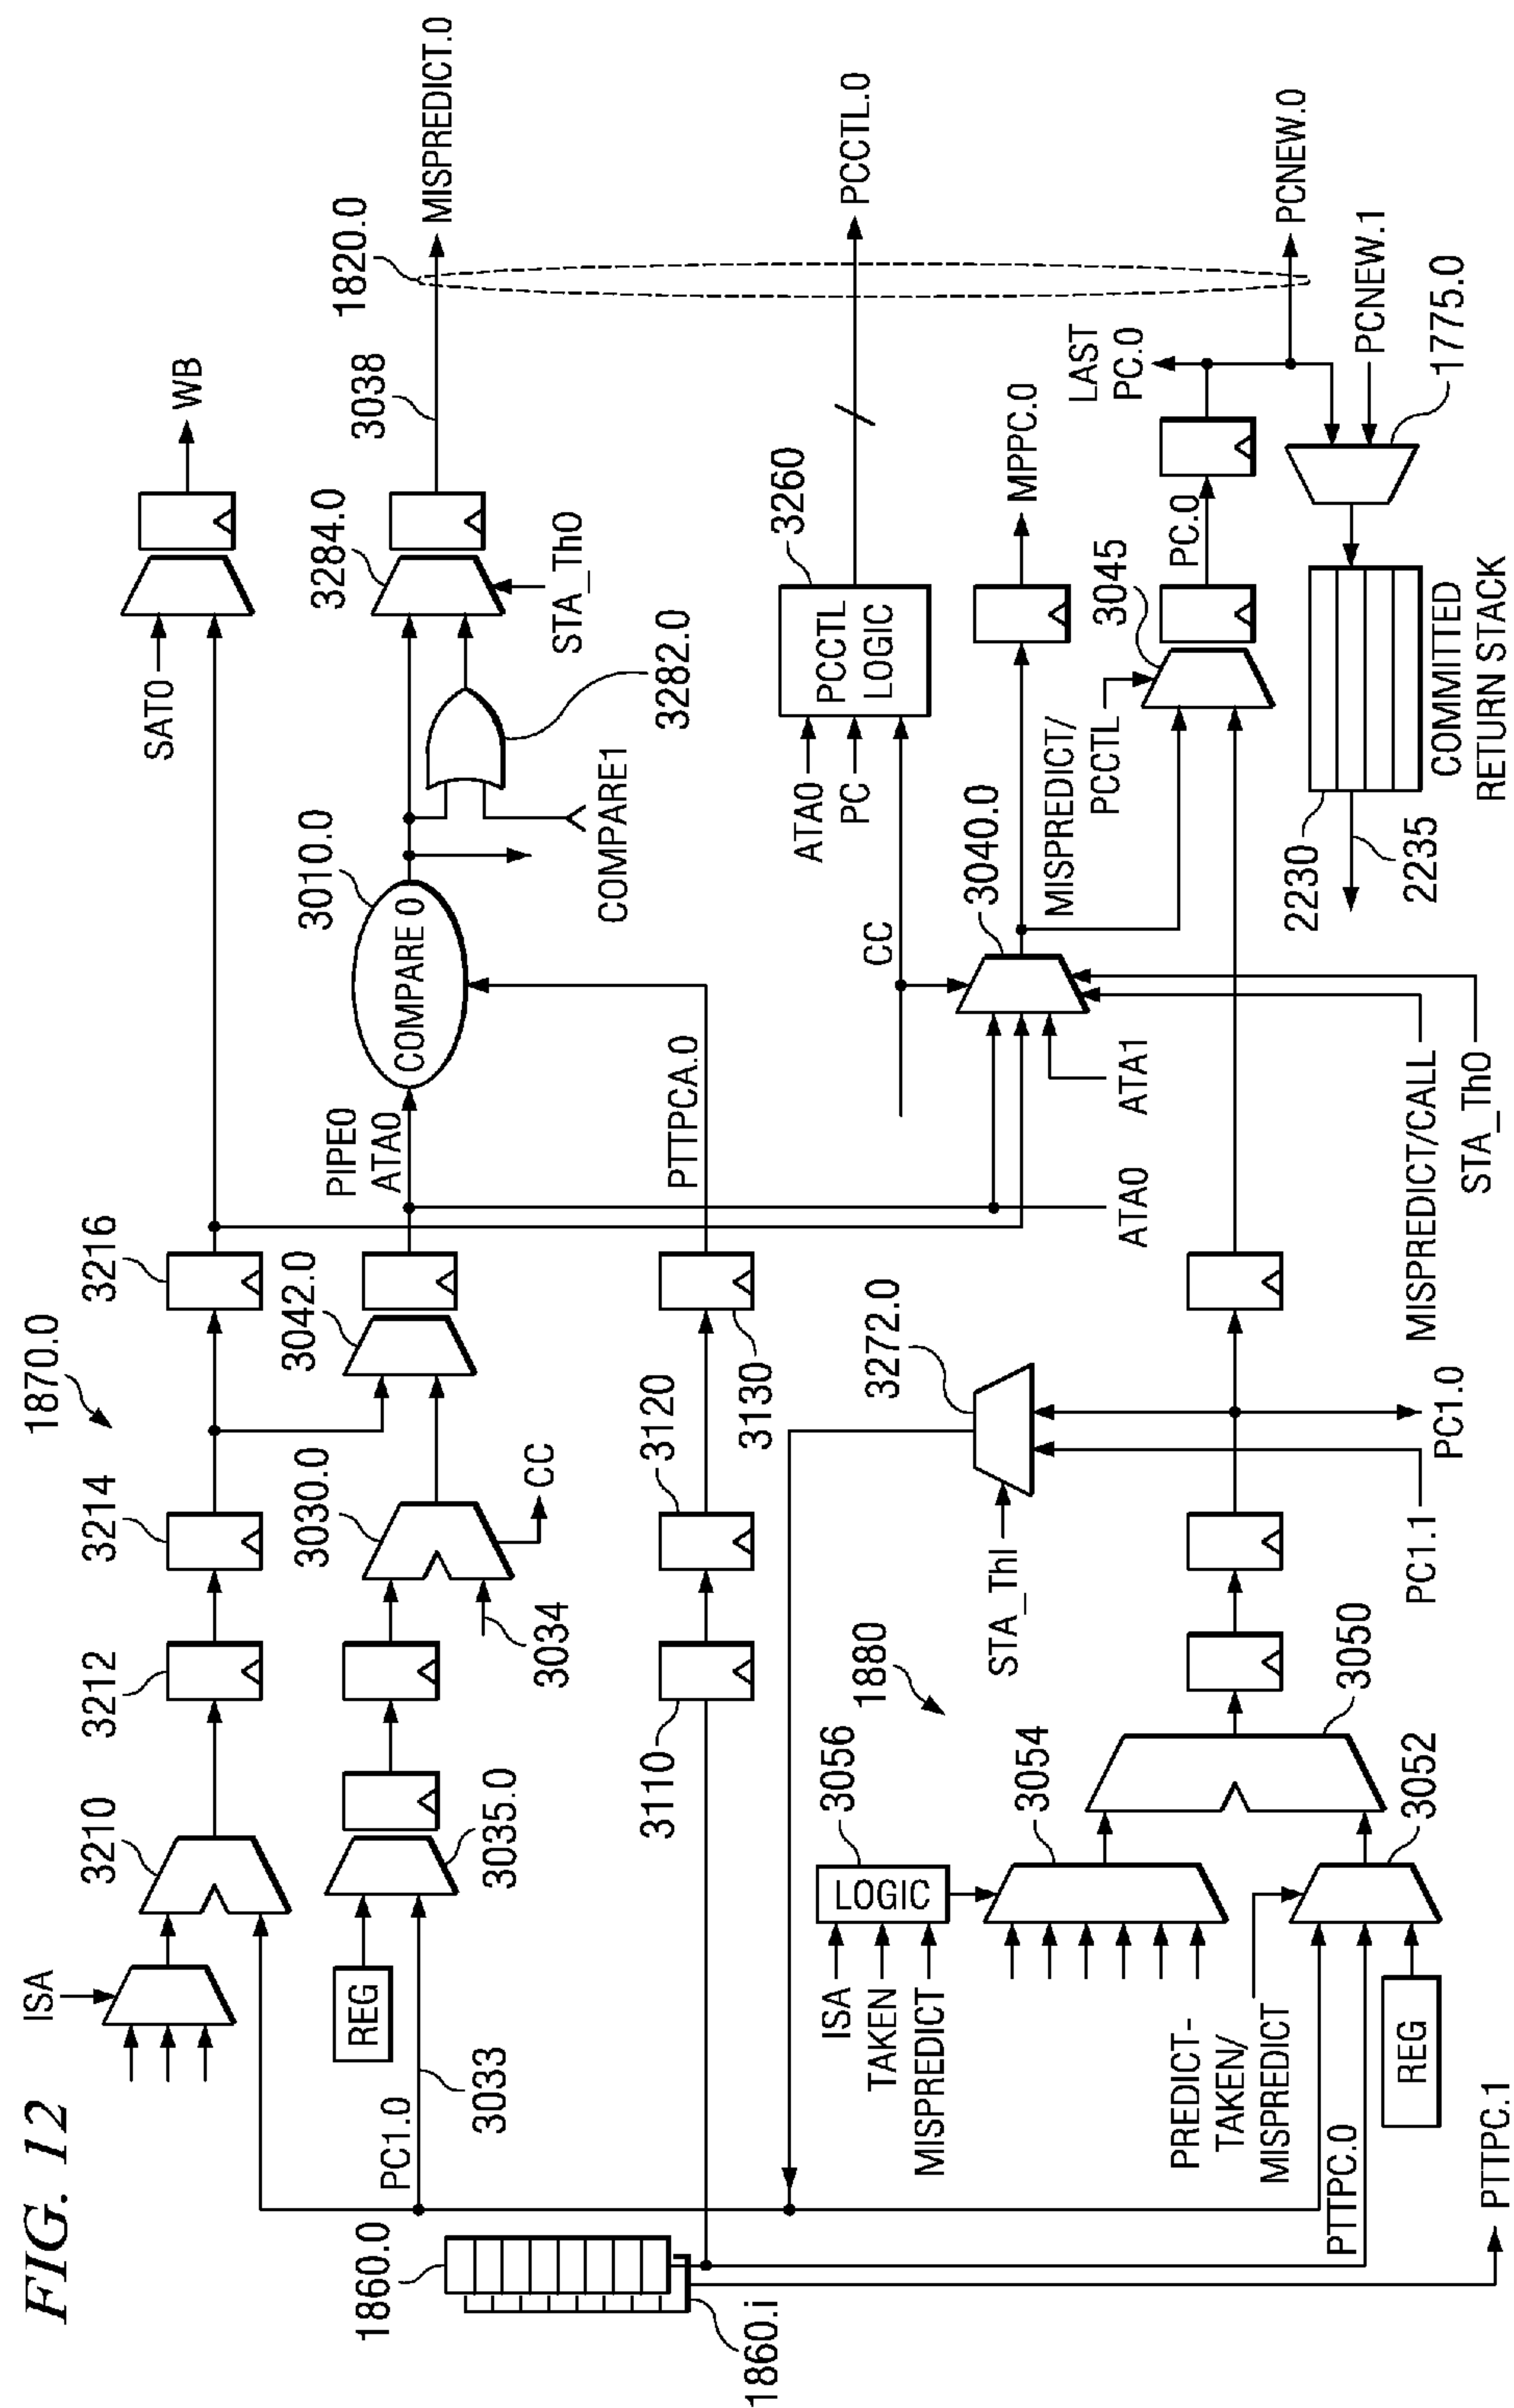 FIG. 12
1870.0
ISA
3210
3212
3214
3216
SAT0
WB
REG
PC1.0
3033
3035.0
3034
3030.0
CC
3042.0
PIPE0
ATA0
3010.0
COMPARE 0
COMPARE1
3282.0
3284.0
STA_Th0
3038
MISPREDICT.0
1820.0
1860.0
1860.i
3110
3120
3130
PTTPCA.0
ATA0
PC
CC
PCCTL
LOGIC
3260
PCCTL.0
ISA
TAKEN
MISPREDICT
LOGIC
3056
1880
3054
STA_ThI
3272.0
ATA0
ATA1
3040.0
MPPC.0
MISPREDICT/
PCCTL
3045
PC.0
LAST
PC.0
PCNEW.0
PCNEW.1
1775.0
PREDICT-
TAKEN/
MISPREDICT
PTTPC.0
REG
3052
3050
PC1.1
PC1.0
MISPREDICT/CALL
STA_Th0
2230
2235
COMMITTED
RETURN STACK
PTTPC.1